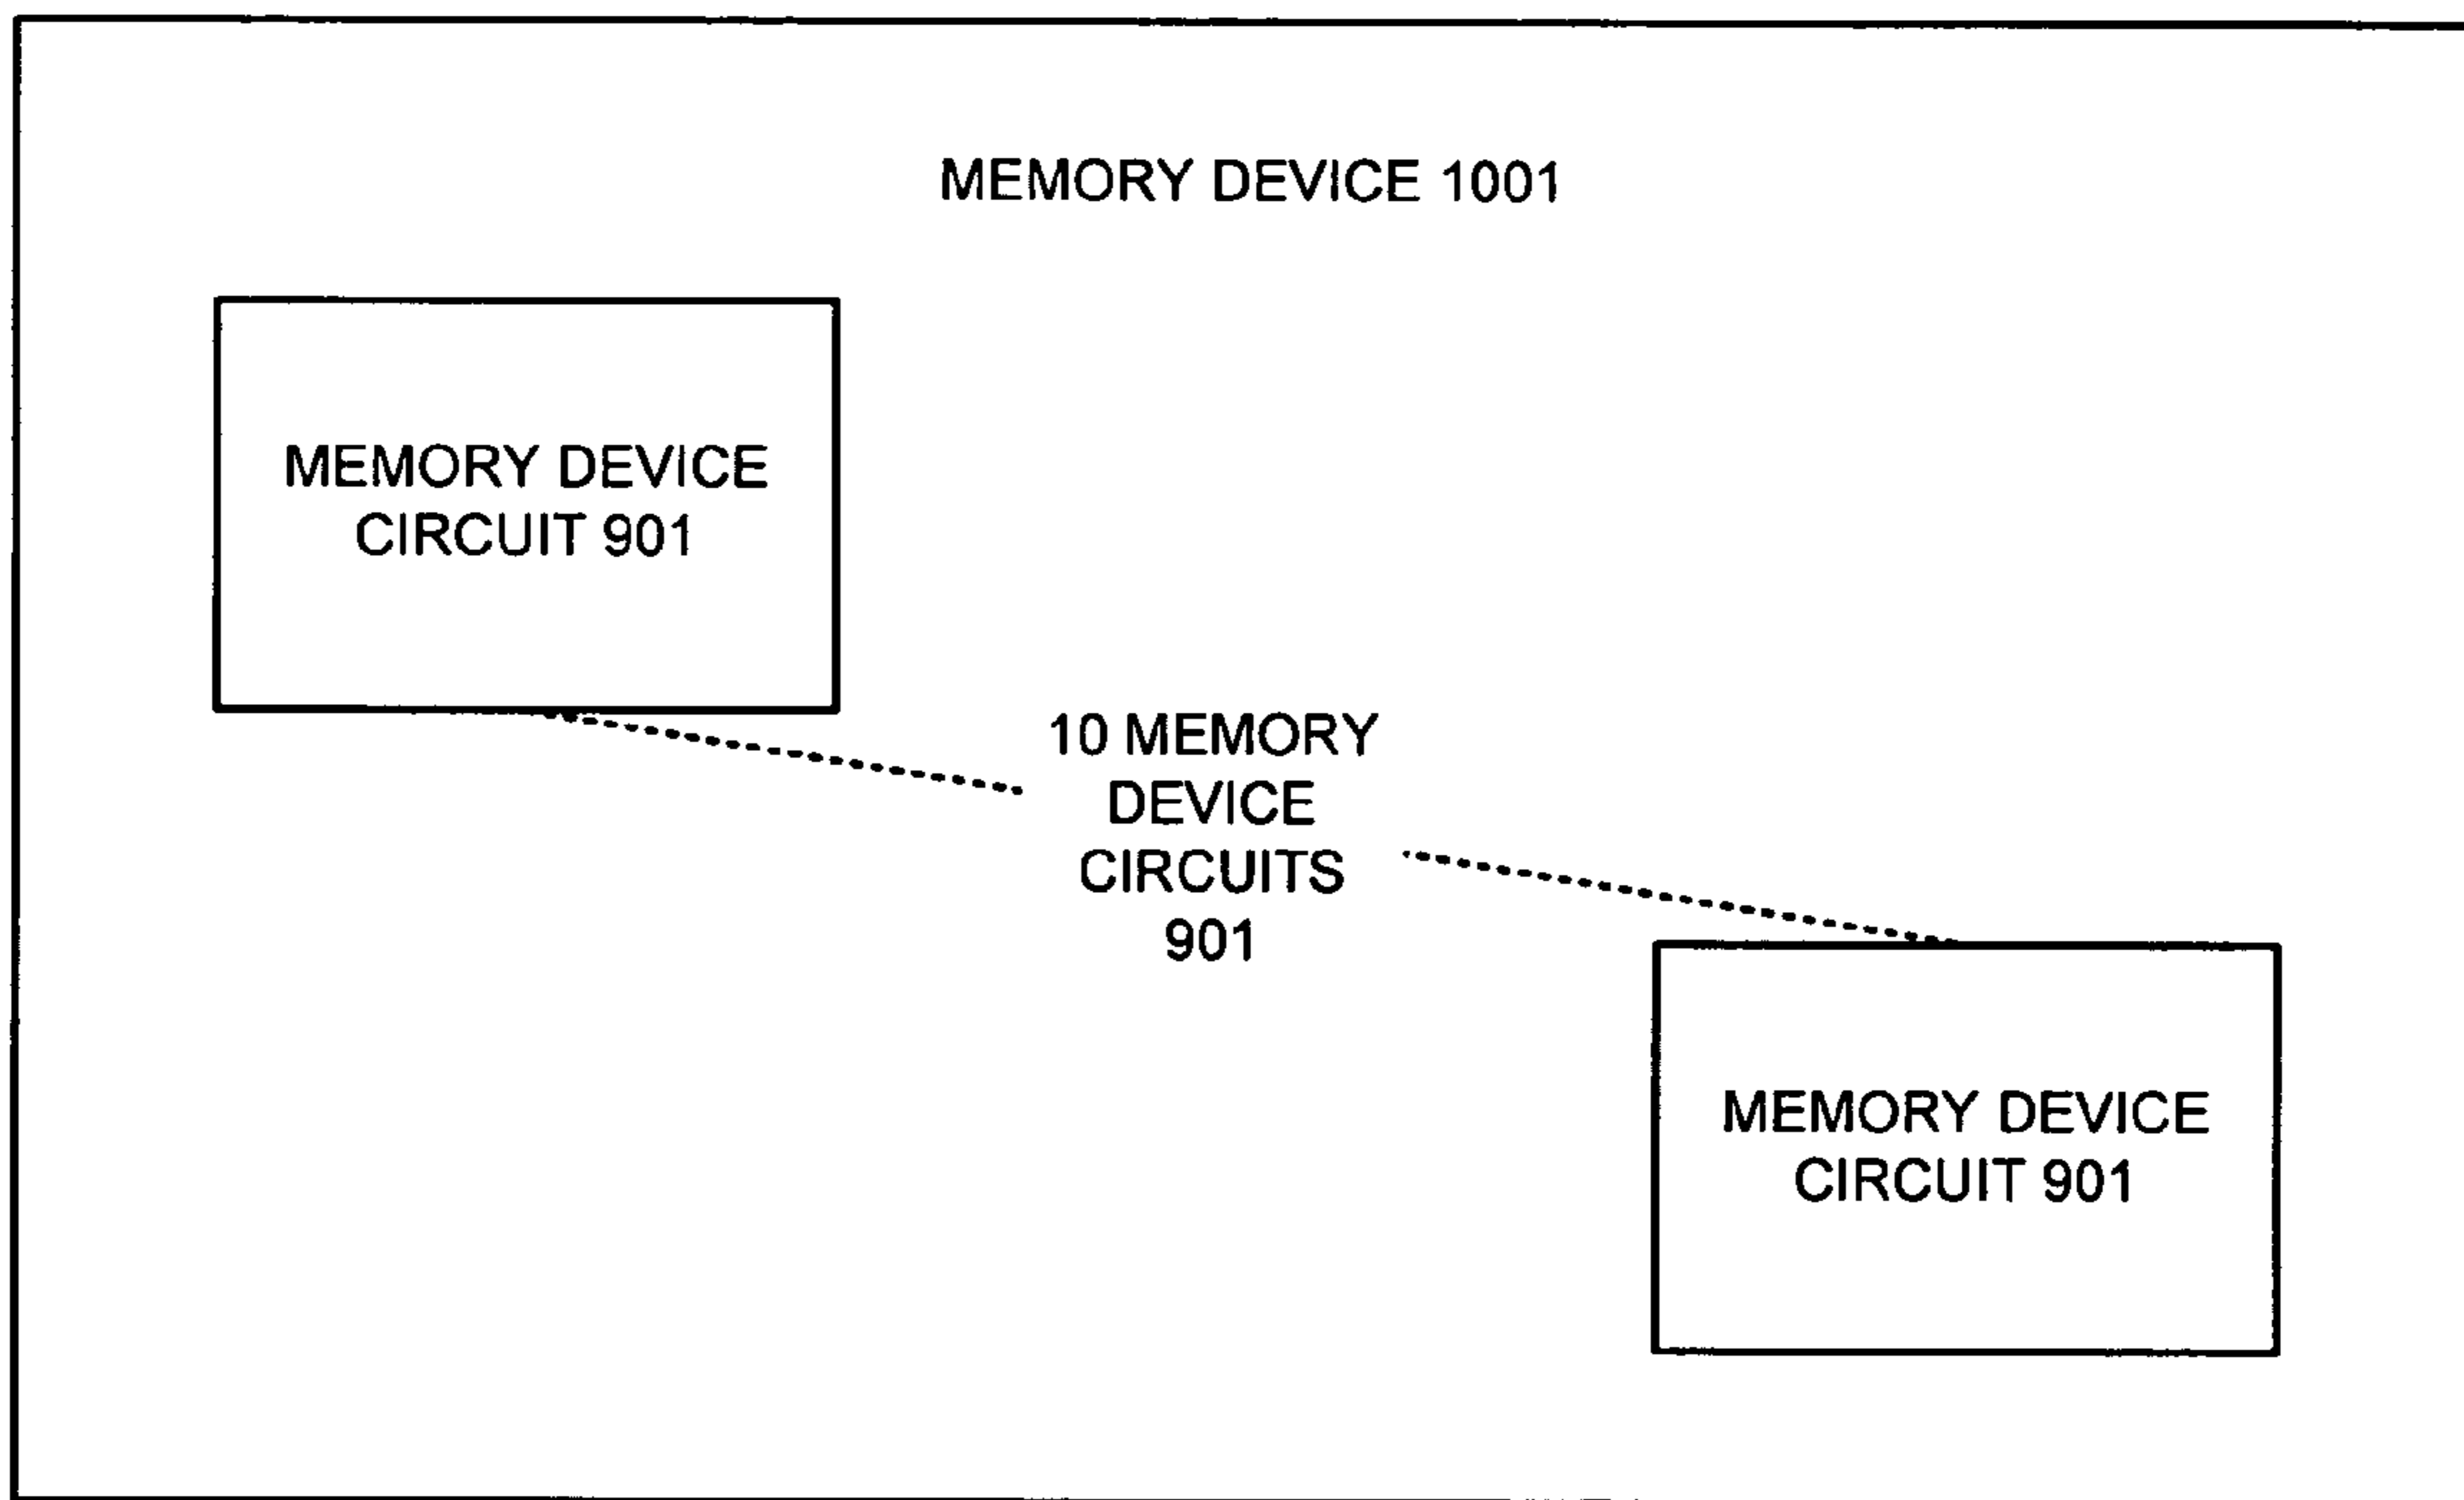 MEMORY DEVICE 1001
MEMORY DEVICE
CIRCUIT 901
10 MEMORY
DEVICE
CIRCUITS
901
MEMORY DEVICE
CIRCUIT 901